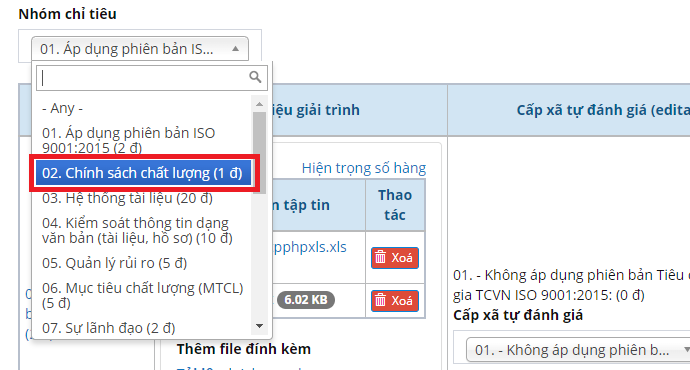 Nhóm chỉ tiêu
01. Áp dụng phiên bản IS...
- Any -
01. Áp dụng phiên bản ISO
9001:2015 (2 đ)
02. Chính sách chất lượng (1 đ)
03. Hệ thống tài liệu (20 đ)
04. Kiểm soát thông tin dạng
văn bản (tài liệu, hồ sơ) (10 đ)
05. Quản lý rủi ro (5 đ)
06. Mục tiêu chất lượng (MTCL)
(5 đ)
07. Sự lãnh đạo (2 đ)
iệu giải trình
Hiện trọng số hàng
n tập tin
Thao
tác
pphpxls.xls
Xoá
6.02 KB
Xoá
Thêm file đính kèm
Cấp xã tự đánh giá (edita
01. - Không áp dụng phiên bản Tiêu c
gia TCVN ISO 9001:2015: (0 đ)
Cấp xã tự đánh giá
01. - Không áp dụng phiên b...